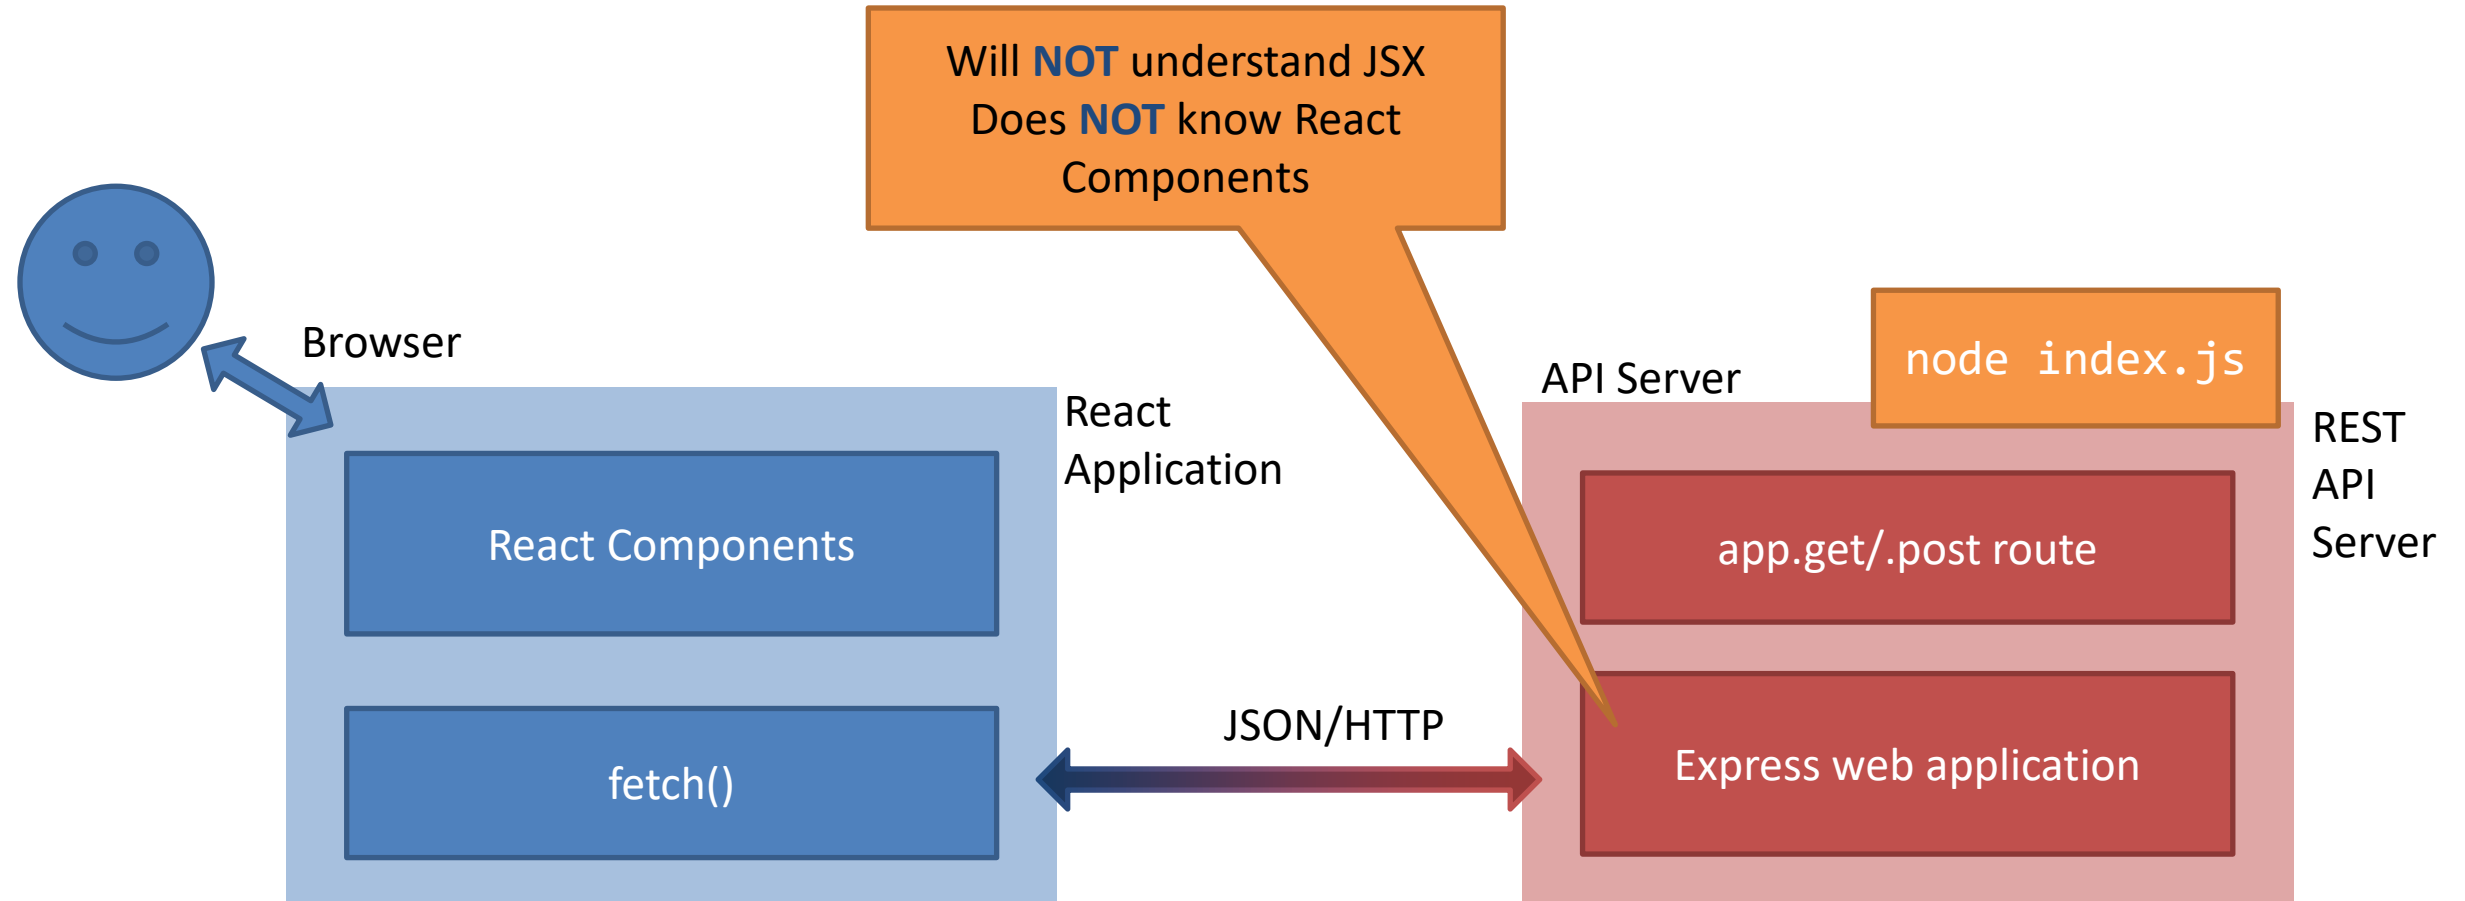 Will NOT understand JSX
Does NOT know React
Components
Browser
React
Application
React Components
fetch()
JSON/HTTP
API Server
node index.js
REST
API
Server
app.get/.post route
Express web application